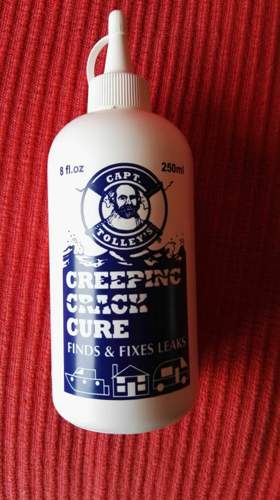 8 fl.oz 250ml
CAPT
TOLLEY'S
CREEPING
CRACK
CURE
FINDS & FIXES LEAKS